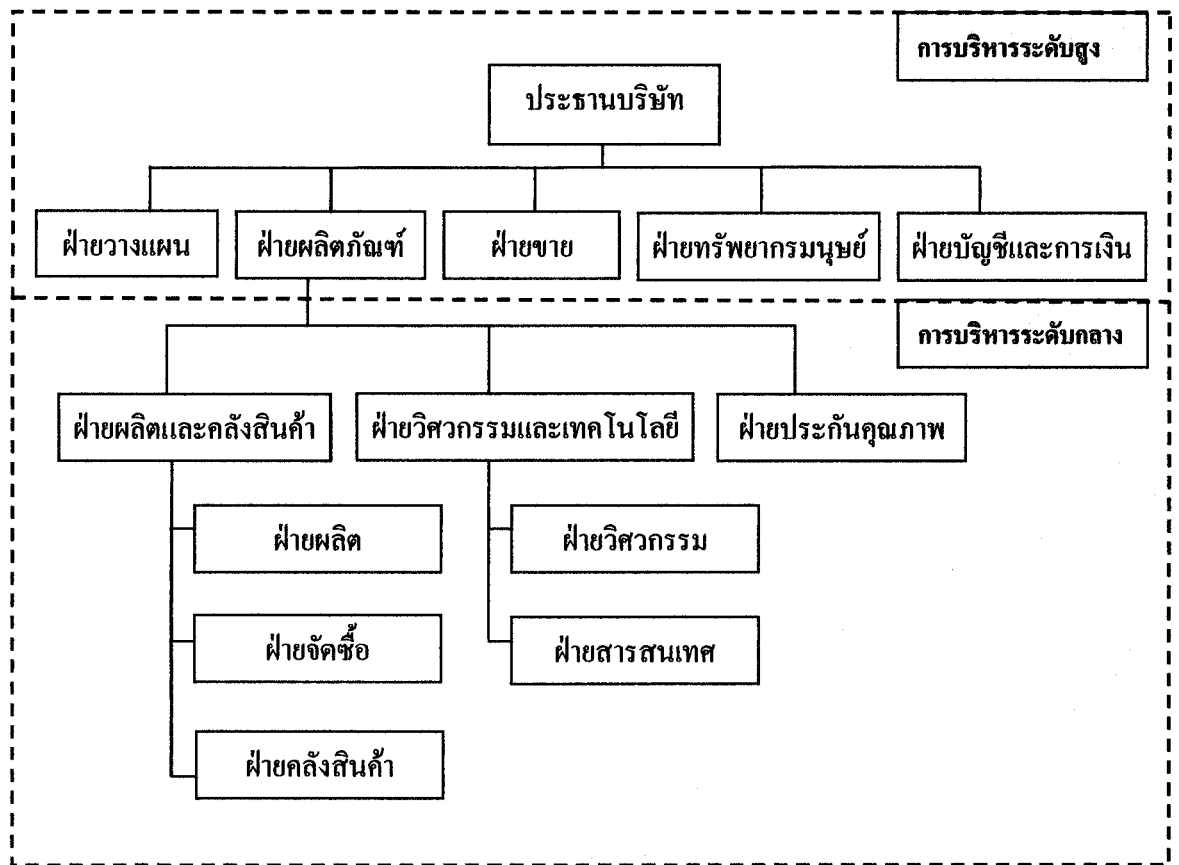 การบริหารระดับสูง
ประธานบริษัท
ฝ่ายวางแผน
ฝ่ายผลิตภัณฑ์
ฝ่ายขาย
ฝ่ายทรัพยากรมนุษย์
ฝ่ายบัญชีและการเงิน
การบริหารระดับกลาง
ฝ่ายผลิตและคลังสินค้า
ฝ่ายวิศวกรรมและเทคโนโลยี
ฝ่ายประกันคุณภาพ
ฝ่ายผลิต
ฝ่ายวิศวกรรม
ฝ่ายจัดซื้อ
ฝ่ายสารสนเทศ
ฝ่ายคลังสินค้า